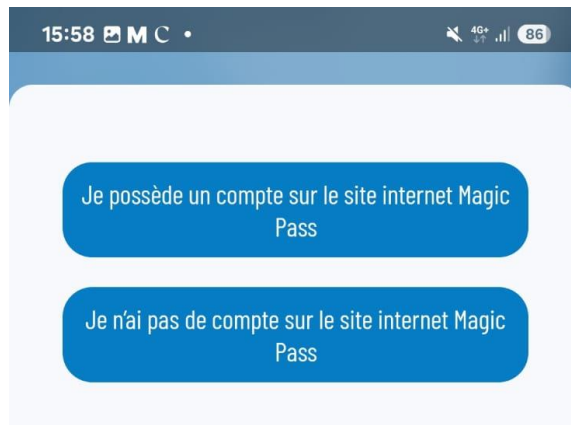 15:58 M C • 4G+ 86
Je possède un compte sur le site internet Magic
Pass
Je n'ai pas de compte sur le site internet Magic
Pass